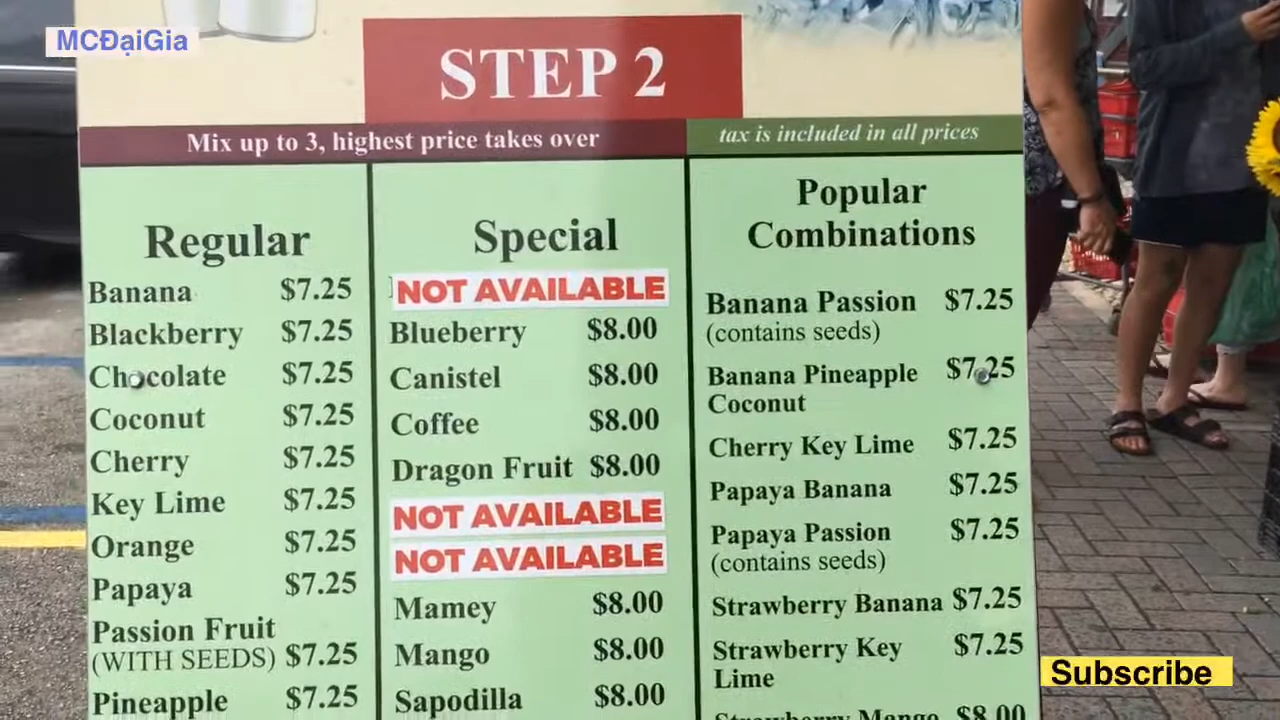 MCĐạiGia
STEP 2
Mix up to 3, highest price takes over
tax is included in all prices
Regular
Banana $7.25
Blackberry $7.25
Chocolate $7.25
Coconut $7.25
Cherry $7.25
Key Lime $7.25
Orange $7.25
Papaya $7.25
Passion Fruit
(WITH SEEDS) $7.25
Pineapple $7.25
Special
NOT AVAILABLE
Blueberry $8.00
Canistel $8.00
Coffee $8.00
Dragon Fruit $8.00
NOT AVAILABLE
NOT AVAILABLE
Mamey $8.00
Mango $8.00
Sapodilla $8.00
Popular
Combinations
Banana Passion $7.25
(contains seeds)
Banana Pineapple $7.25
Coconut
Cherry Key Lime $7.25
Papaya Banana $7.25
Papaya Passion $7.25
(contains seeds)
Strawberry Banana $7.25
Strawberry Key $7.25
Lime
Strawberry Mango $8.00
Subscribe